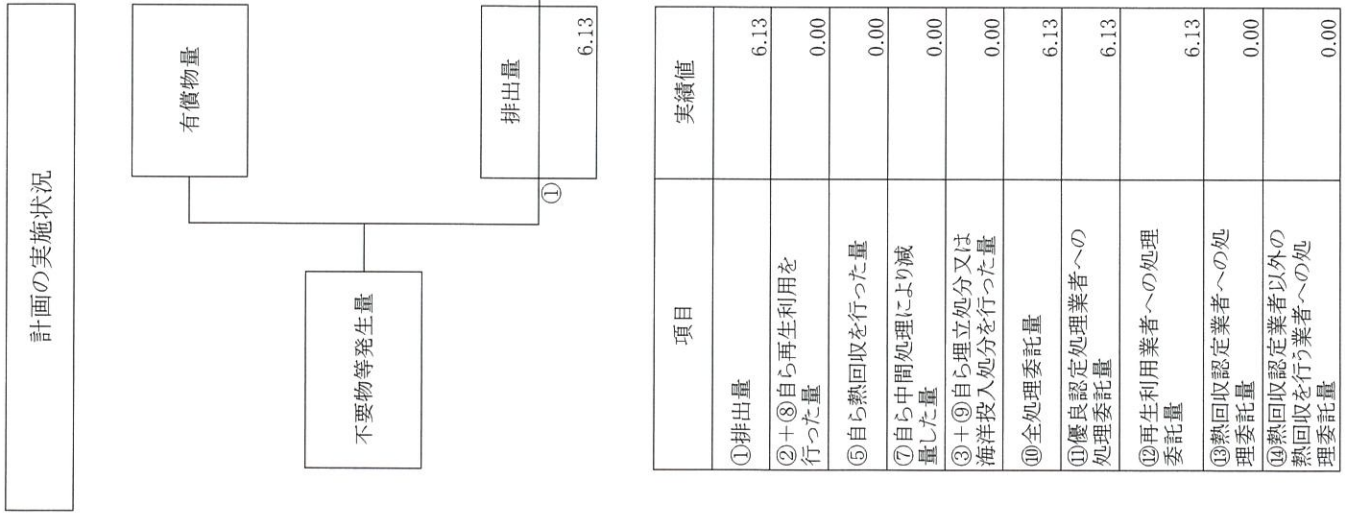 計画の実施状況
有償物量
不要物等発生量
①
排出量
6.13
項目
実績値
①排出量
6.13
②+⑧自ら再生利用を
行った量
0.00
⑤自ら熱回収を行った量
0.00
⑦自ら中間処理により減
量した量
0.00
③+⑨自ら埋立処分又は
海洋投入処分を行った量
0.00
⑩全処理委託量
6.13
⑪優良認定処理業者への
処理委託量
6.13
⑫再生利用業者への処理
委託量
6.13
⑬熱回収認定業者への処
理委託量
0.00
⑭熱回収認定業者以外の
熱回収を行う業者への処
理委託量
0.00